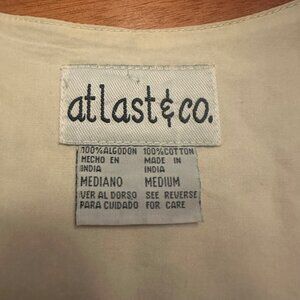 atlast&co.
100% ALGODON 100% COTTON
HECHO EN MADE IN
INDIA INDIA
MEDIANO MEDIUM
VER AL DORSO SEE REVERSE
PARA CUIDADO FOR CARE